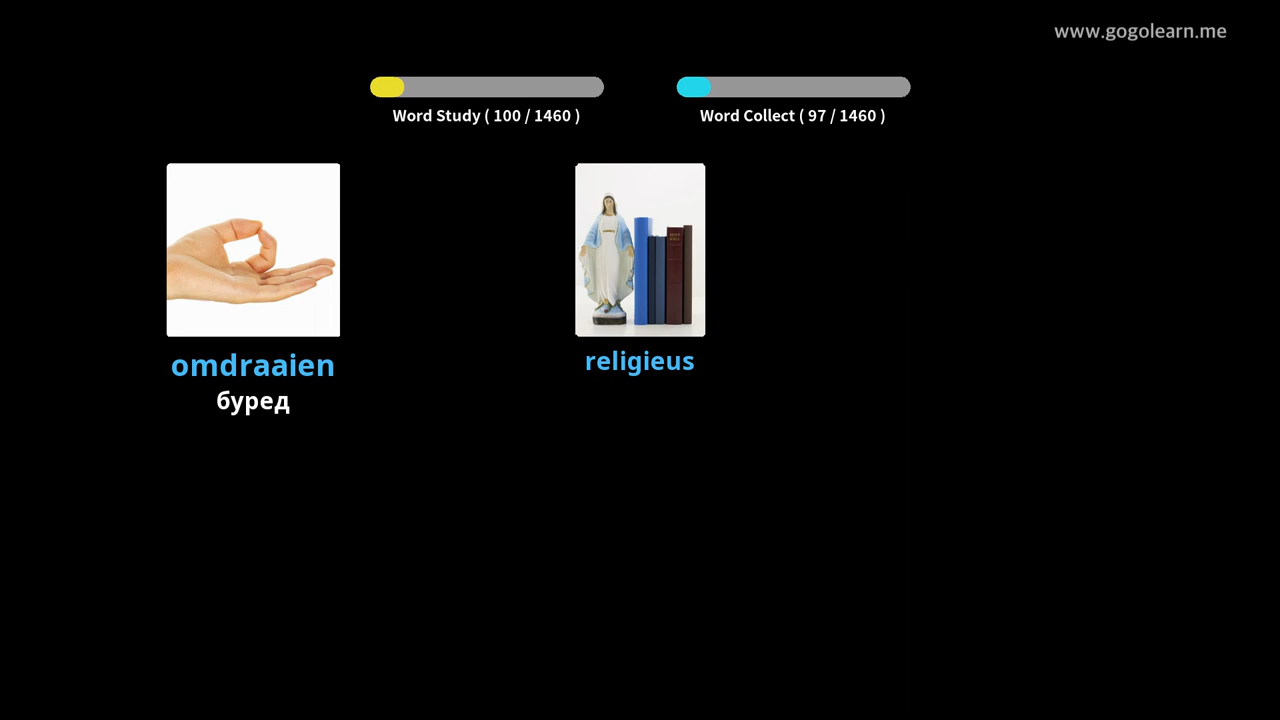 www.gogolearn.me
Word Study ( 100 / 1460 )
Word Collect ( 97 / 1460 )
omdraaien
буред
religieus